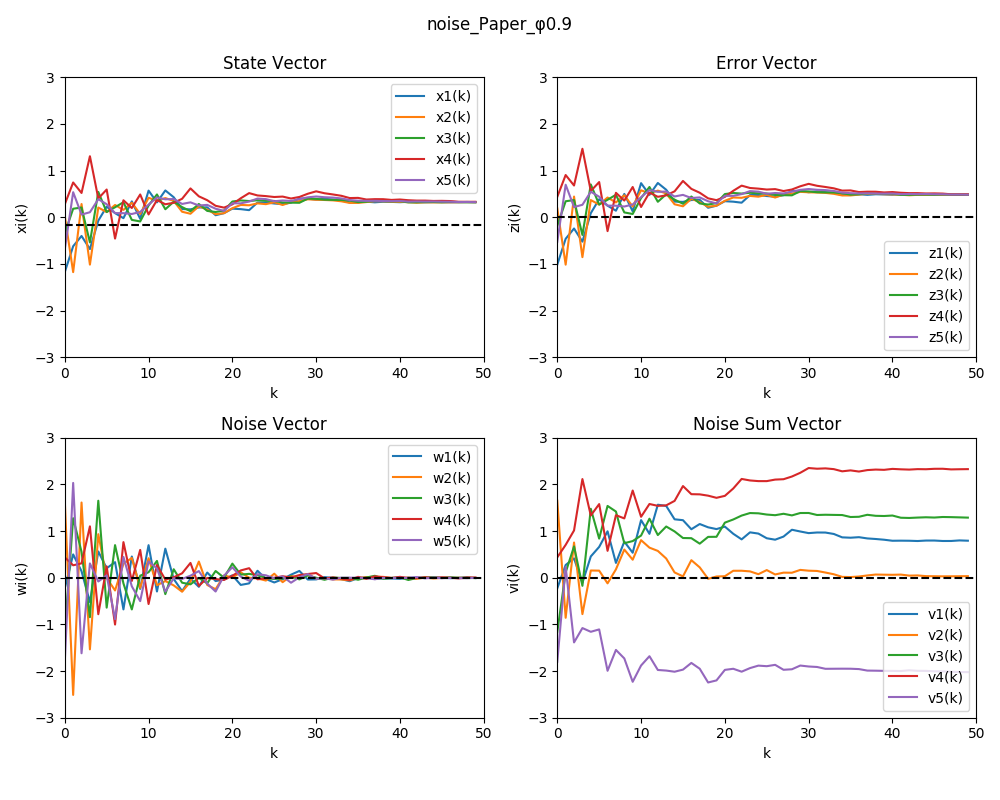 noise_Paper_φ0.9
State Vector
3
2
1
0
−1
−2
−3
xi(k)
0 10 20 30 40 50
k
x1(k)
x2(k)
x3(k)
x4(k)
x5(k)
Error Vector
3
2
1
0
−1
−2
−3
zi(k)
0 10 20 30 40 50
k
z1(k)
z2(k)
z3(k)
z4(k)
z5(k)
Noise Vector
3
2
1
0
−1
−2
−3
wi(k)
0 10 20 30 40 50
k
w1(k)
w2(k)
w3(k)
w4(k)
w5(k)
Noise Sum Vector
3
2
1
0
−1
−2
−3
vi(k)
0 10 20 30 40 50
k
v1(k)
v2(k)
v3(k)
v4(k)
v5(k)